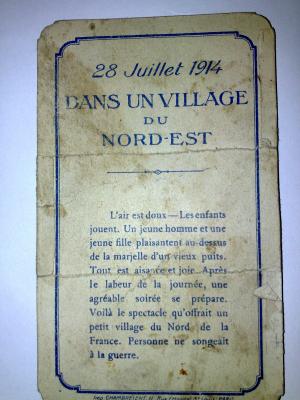 28 Juillet 1914
DANS UN VILLAGE
DU
NORD-EST
L'air est doux — Les enfants
jouent. Un jeune homme et une
jeune fille plaisantent au-dessus
de la marjelle d'un vieux puits.
Tout est aisance et joie. Après
le labeur de la journée, une
agréable soirée se prépare.
Voilà le spectacle qu'offrait un
petit village du Nord de la
France. Personne ne songeait
à la guerre.
PARIS